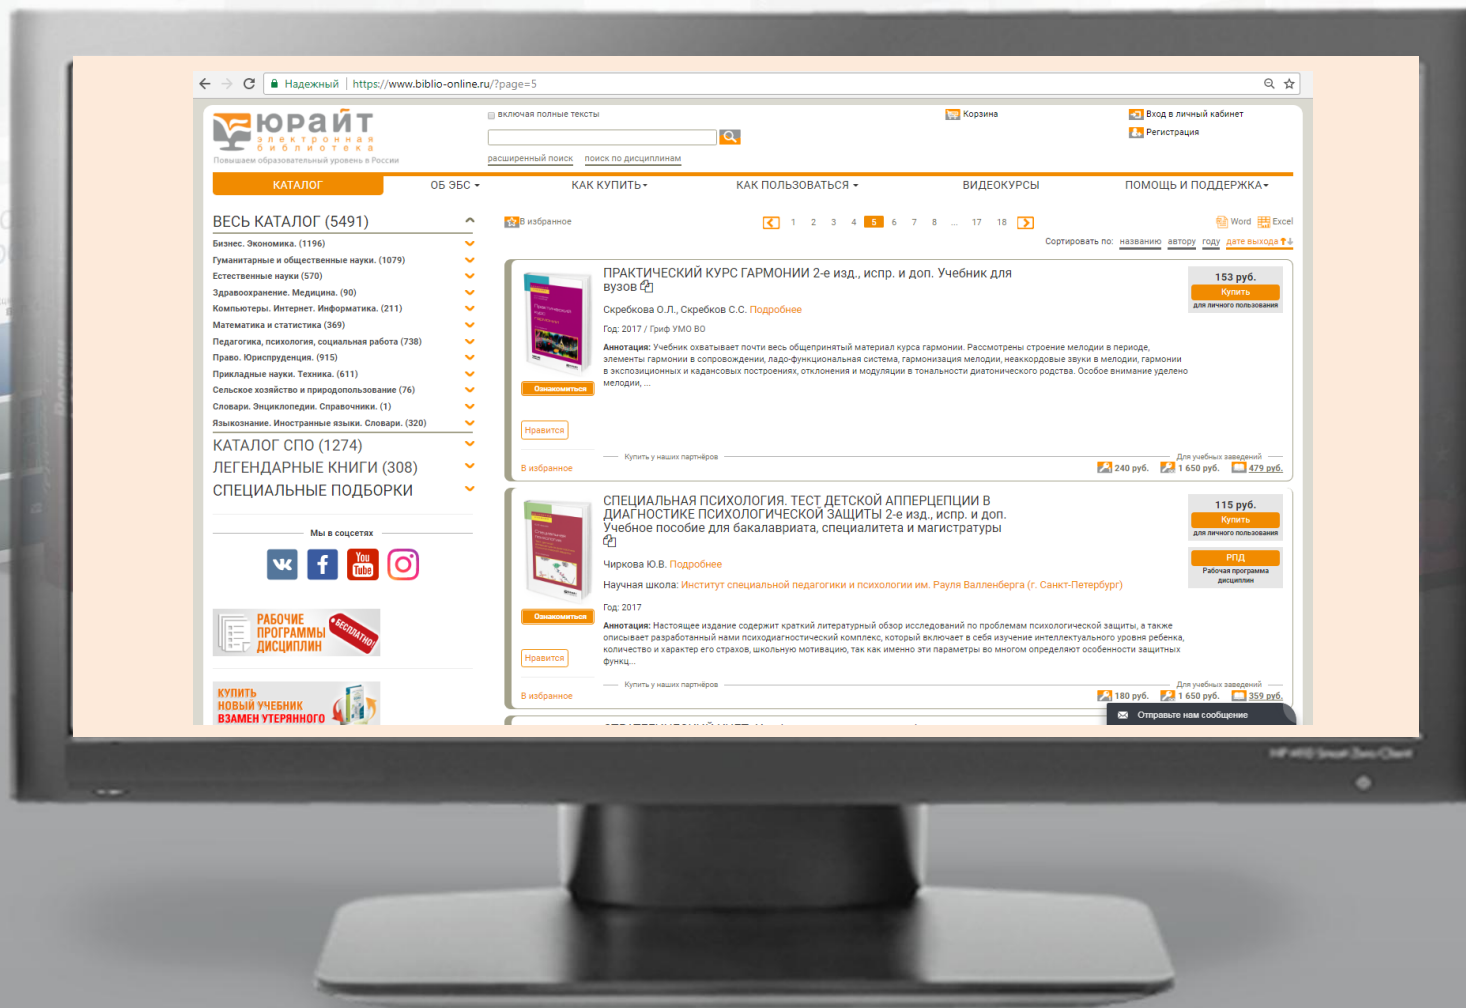 Надежный | https://www.biblio-online.ru/?page=5
юрайт
электронная
библиотека
Повышаем образовательный уровень в России
включая полные тексты
расширенный поиск поиск по дисциплинам
Корзина
Вход в личный кабинет
Регистрация
КАТАЛОГ ОБ ЭБС КАК КУПИТЬ КАК ПОЛЬЗОВАТЬСЯ ВИДЕОКУРСЫ ПОМОЩЬ И ПОДДЕРЖКА
ВЕСЬ КАТАЛОГ (5491)
Бизнес. Экономика. (1196)
Гуманитарные и общественные науки. (1079)
Естественные науки (570)
Здравоохранение. Медицина. (90)
Компьютеры. Интернет. Информатика. (211)
Математика и статистика (369)
Педагогика, психология, социальная работа (738)
Право. Юриспруденция. (915)
Прикладные науки. Техника. (611)
Сельское хозяйство и природопользование (76)
Словари. Энциклопедии. Справочники. (1)
Языкознание. Иностранные языки. Словари. (320)
КАТАЛОГ СПО (1274)
ЛЕГЕНДАРНЫЕ КНИГИ (308)
СПЕЦИАЛЬНЫЕ ПОДБОРКИ
Мы в соцсетях
You
Tube
РАБОЧИЕ
ПРОГРАММЫ
ДИСЦИПЛИН
БЕСПЛАТНО!
КУПИТЬ
НОВЫЙ УЧЕБНИК
ВЗАМЕН УТЕРЯННОГО
В избранное
1 2 3 4 5 6 7 8 ... 17 18
Word Excel
Сортировать по: названию автору году дате выхода
ПРАКТИЧЕСКИЙ КУРС ГАРМОНИИ 2-е изд., испр. и доп. Учебник для
вузов
Скребкова О.Л., Скребков С.С. Подробнее
Год: 2017 / Гриф УМО ВО
Аннотация: Учебник охватывает почти весь общепринятый материал курса гармонии. Рассмотрены строение мелодии в периоде,
элементы гармонии в сопровождении, ладо-функциональная система, гармонизация мелодии, неаккордовые звуки в мелодии, гармонии
в экспозиционных и кадансовых построениях, отклонения и модуляции в тональности диатонического родства. Особое внимание уделено
мелодии, ...
153 руб.
Купить
для личного пользования
Ознакомиться
Нравится
В избранное
Купить у наших партнёров
Для учебных заведений
240 руб. 1 650 руб. 479 руб.
СПЕЦИАЛЬНАЯ ПСИХОЛОГИЯ. ТЕСТ ДЕТСКОЙ АППЕРЦЕПЦИИ В
ДИАГНОСТИКЕ ПСИХОЛОГИЧЕСКОЙ ЗАЩИТЫ 2-е изд., испр. и доп.
Учебное пособие для бакалавриата, специалитета и магистратуры
Чиркова Ю.В. Подробнее
Научная школа: Институт специальной педагогики и психологии им. Рауля Валленберга (г. Санкт-Петербург)
Год: 2017
Аннотация: Настоящее издание содержит краткий литературный обзор исследований по проблемам психологической защиты, а также
описывает разработанный нами психодиагностический комплекс, который включает в себя изучение интеллектуального уровня ребенка,
количество и характер его страхов, школьную мотивацию, так как именно эти параметры во многом определяют особенности защитных
функц...
115 руб.
Купить
для личного пользования
РПД
Рабочая программа
дисциплин
Ознакомиться
Нравится
В избранное
Купить у наших партнёров
Для учебных заведений
180 руб. 1 650 руб. 359 руб.
Отправьте нам сообщение